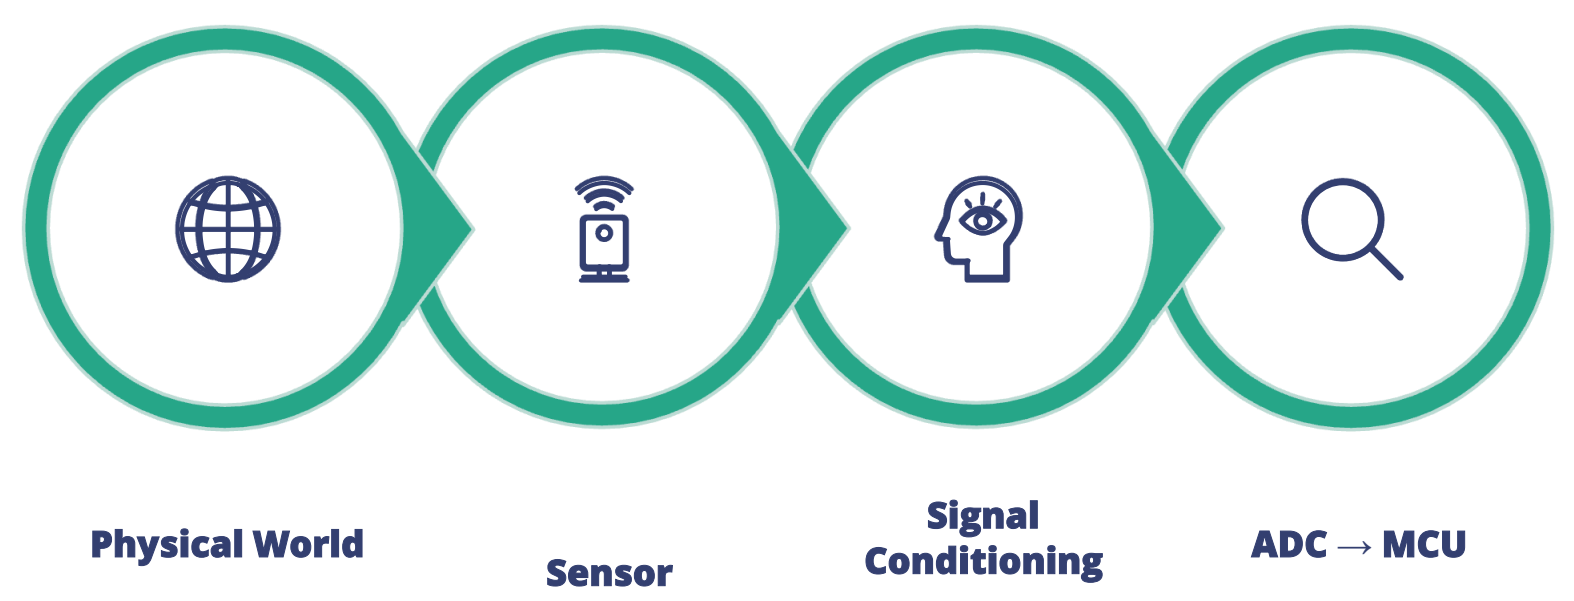 Physical World
Sensor
Signal
Conditioning
ADC → MCU